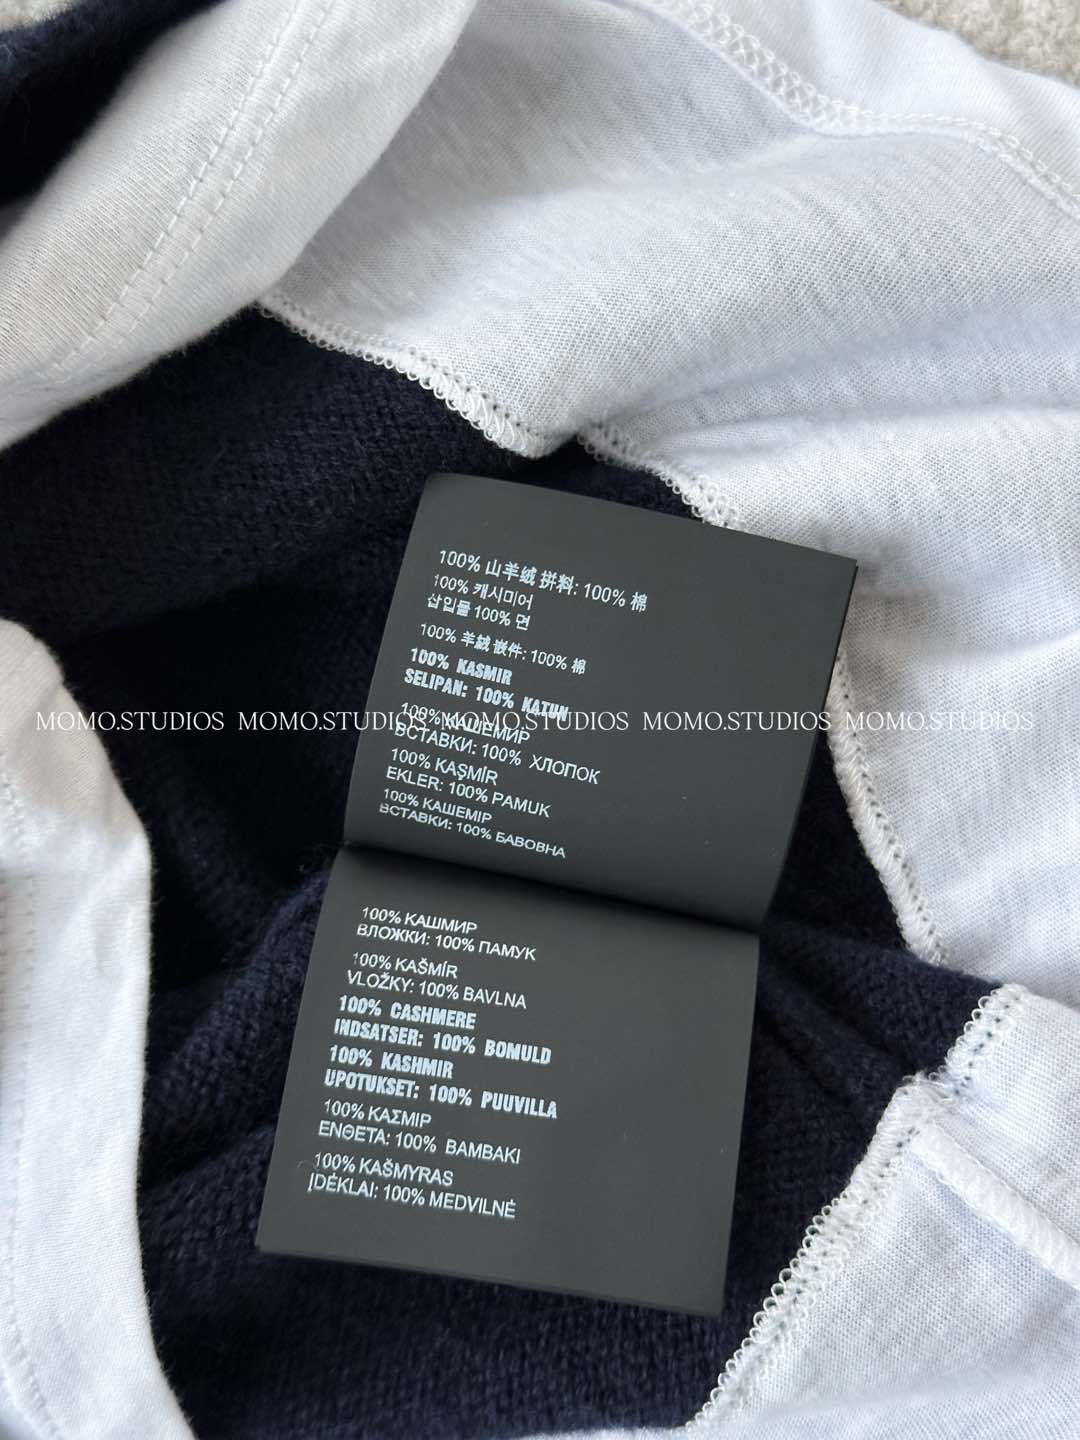 100% 山羊绒 拼料: 100% 棉
100% 캐시미어
삽입물 100% 면
100% 羊絨 嵌件: 100% 棉
100% KASMIR
SELIPAN: 100% KATUN
MOMO.STUDIOS MOMO.STUDIOS MOMO.STUDIOS MOMO.STUDIOS MOMO.STUDIOS
100% КАШЕМИР
ВСТАВКИ: 100% ХЛОПОК
100% KAŞMİR
EKLER: 100% PAMUK
100% КАШЕМІР
ВСТАВКИ: 100% БАВОВНА
100% КАШМИР
ВЛОЖКИ: 100% ПАМУК
100% KAŠMÍR
VLOŽKY: 100% BAVLNA
100% CASHMERE
INDSATSER: 100% BOMULD
100% KASHMIR
UPOTUKSET: 100% PUUVILLA
100% ΚΑΣΜΙΡ
ΕΝΘΕΤΑ: 100% ΒΑΜΒΑΚΙ
100% KAŠMYRAS
ĮDĖKLAI: 100% MEDVILNĖ